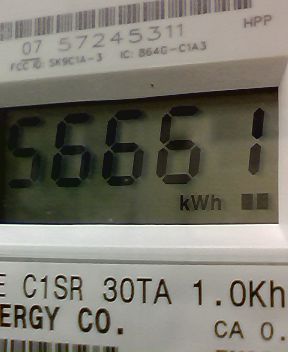 07 57245311 HPP
FCC ID: SK9C1A-3 IC: 864G-C1A3
56661
kWh
E C1SR 30TA 1.0Kh
ERGY CO.
CA 0.